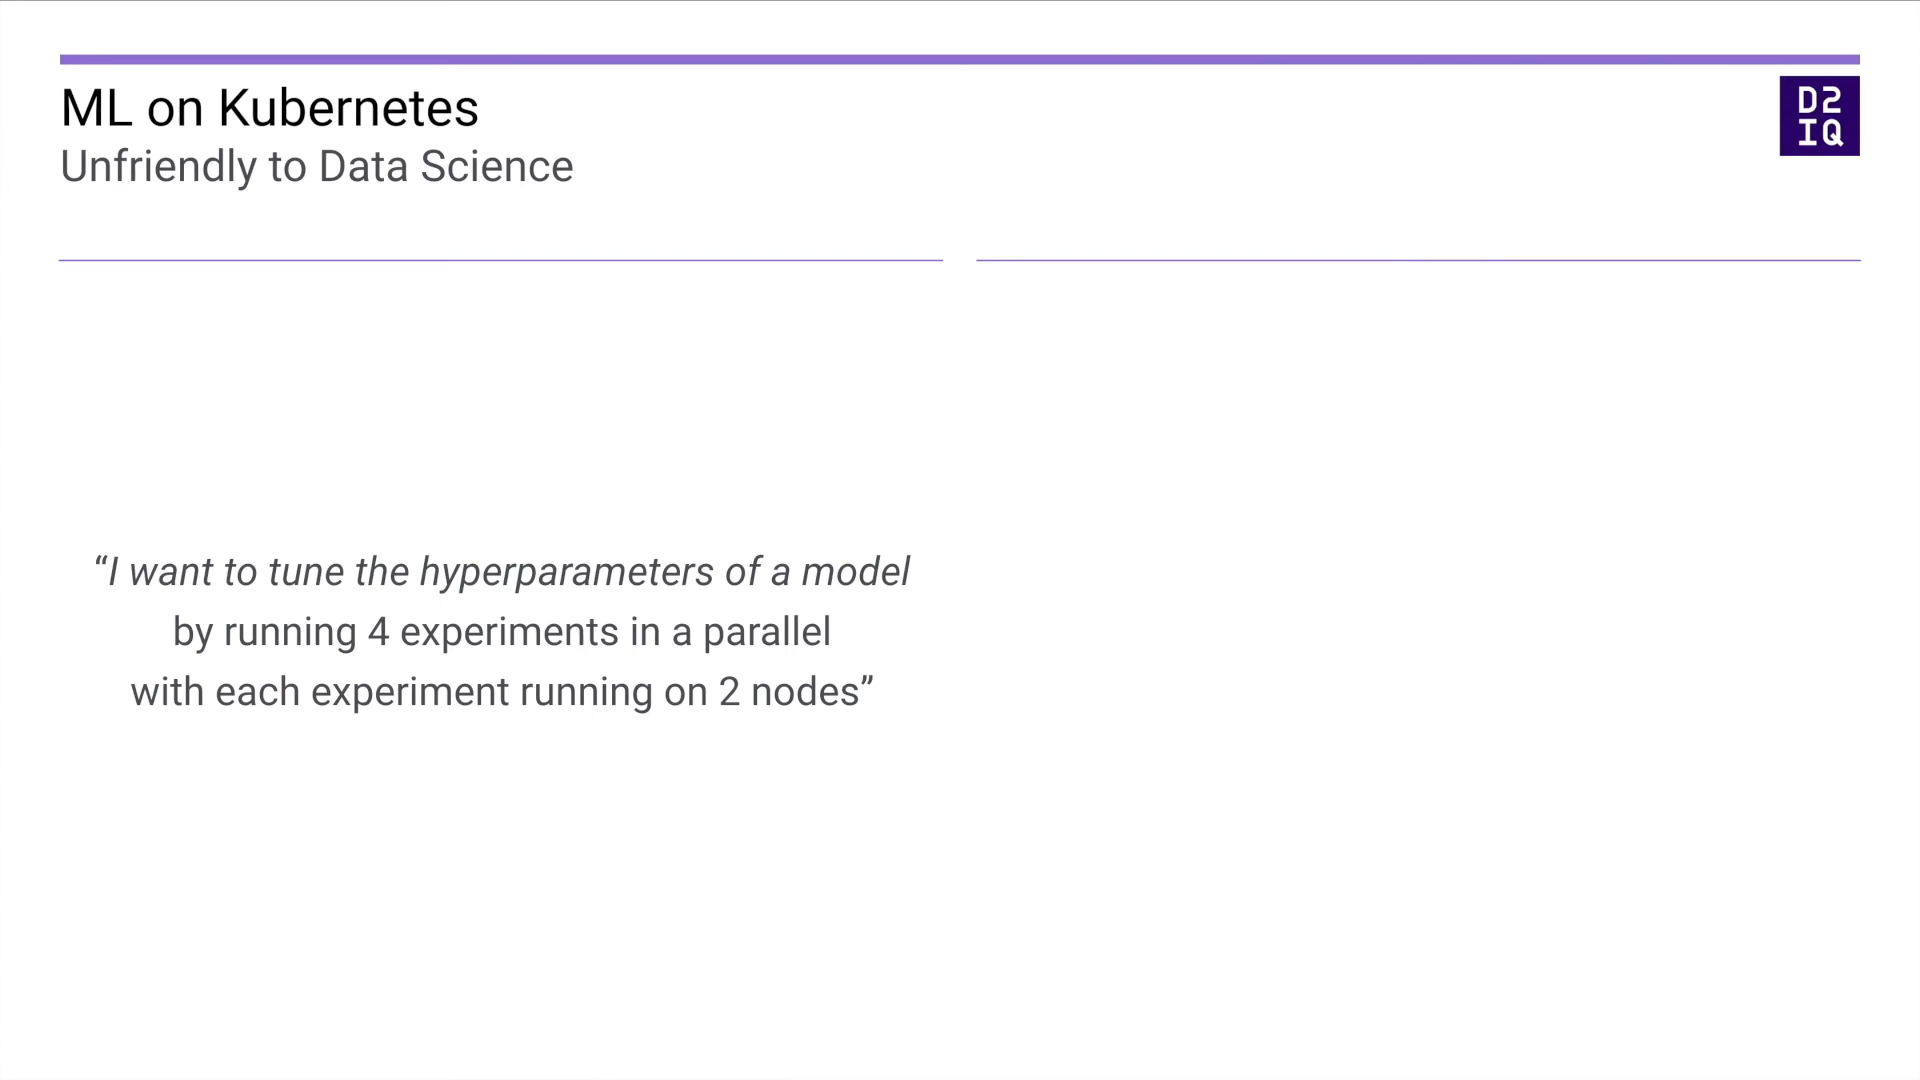 ML on Kubernetes
Unfriendly to Data Science
D2
IQ
“I want to tune the hyperparameters of a model
by running 4 experiments in a parallel
with each experiment running on 2 nodes”